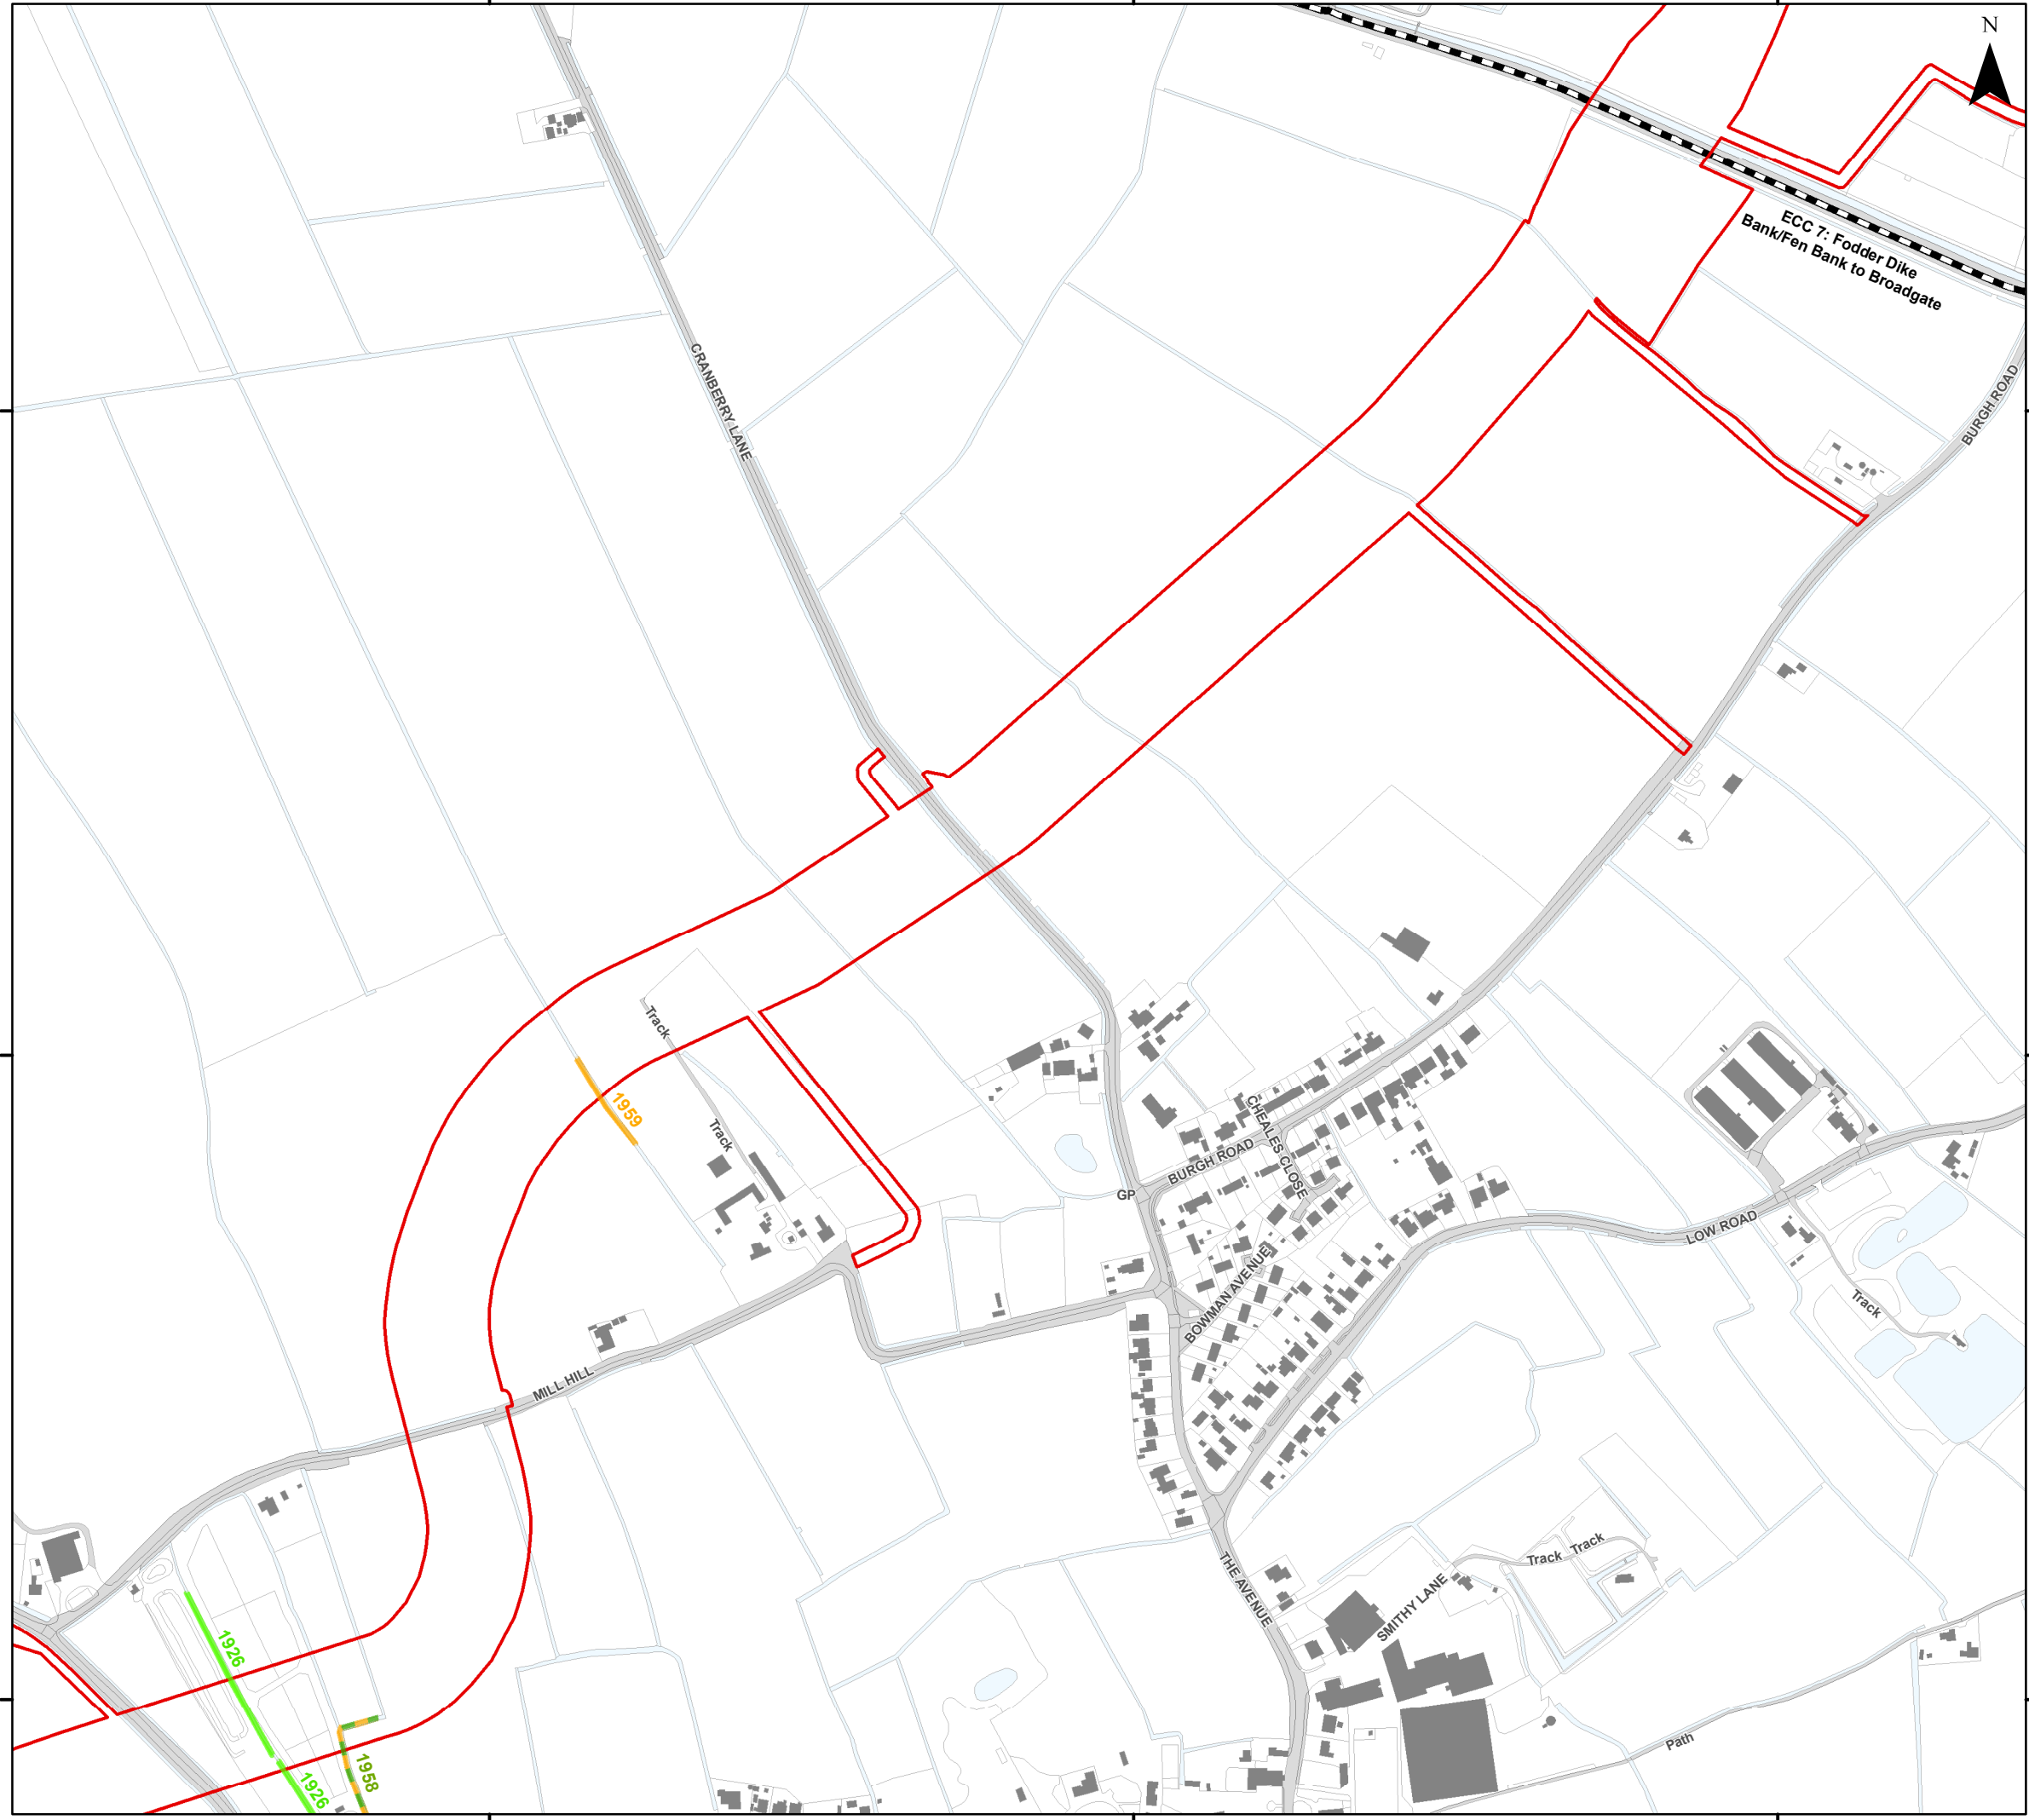 N
ECC 7: Fodder Dike
Bank/Fen Bank to Broadgate
CRANBERRY LANE
BURGH ROAD
Track
1959
Track
CHEALES CLOSE
BURGH ROAD
GP
LOW ROAD
BOWMAN AVENUE
Track
MILL HILL
Track
Track
THE AVENUE
SMITHY LANE
1926
Path
1958
1926